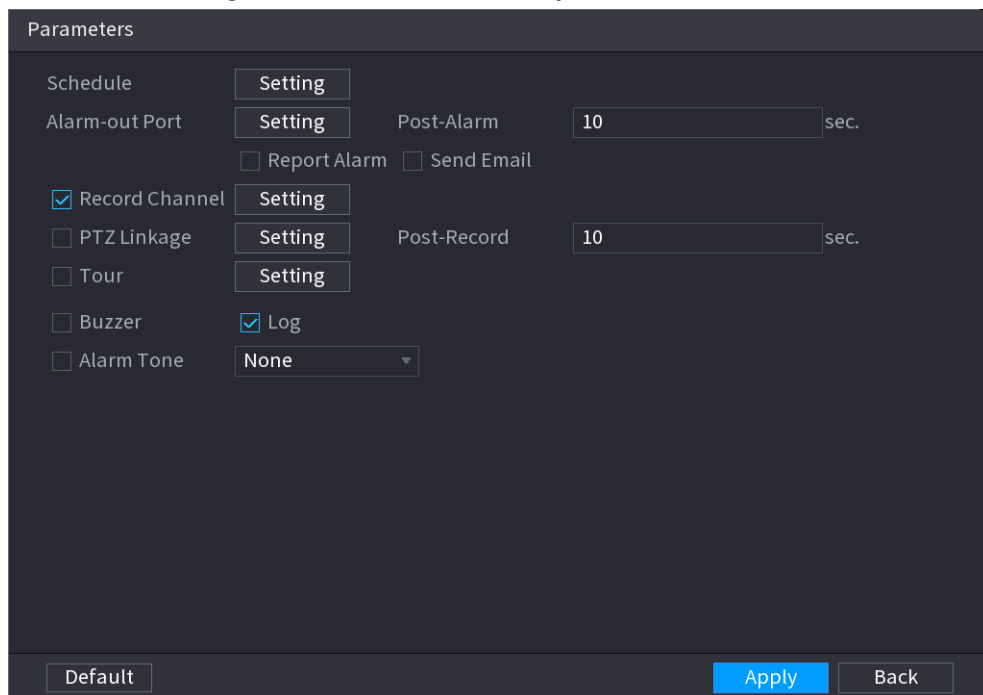 Parameters
Schedule Setting
Alarm-out Port Setting Post-Alarm 10 sec.
Report Alarm Send Email
Record Channel Setting
PTZ Linkage Setting Post-Record 10 sec.
Tour Setting
Buzzer Log
Alarm Tone None
Default Apply Back